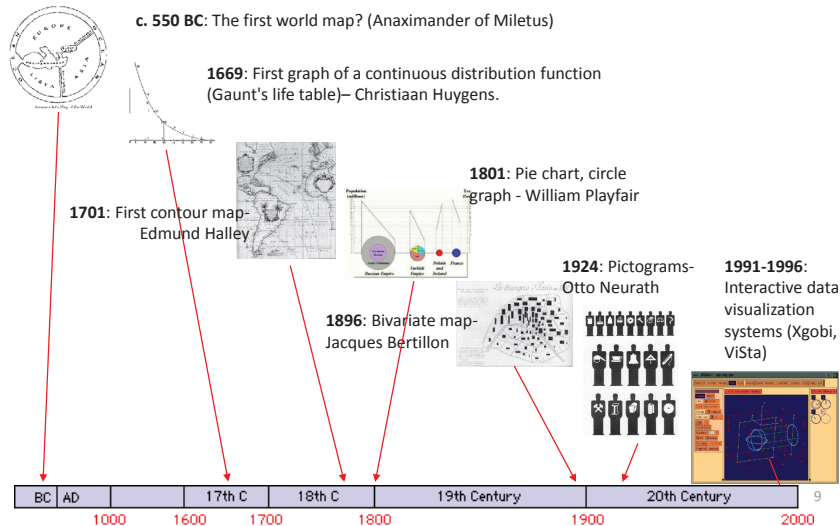 c. 550 BC: The first world map? (Anaximander of Miletus)
OCEAN
OCEAN
EUROPE
ASIA
LIBYA
1669: First graph of a continuous distribution function
(Gaunt's life table)– Christiaan Huygens.
1701: First contour map-
Edmund Halley
1801: Pie chart, circle
graph - William Playfair
Population
(millions)
Russian Empire
Turkish
Empire
Britain
and
Ireland
France
1896: Bivariate map-
Jacques Bertillon
1924: Pictograms-
Otto Neurath
1991-1996:
Interactive data
visualization
systems (Xgobi,
ViSta)
BC AD 17th C 18th C 19th Century 20th Century
1000 1600 1700 1800 1900 2000
9